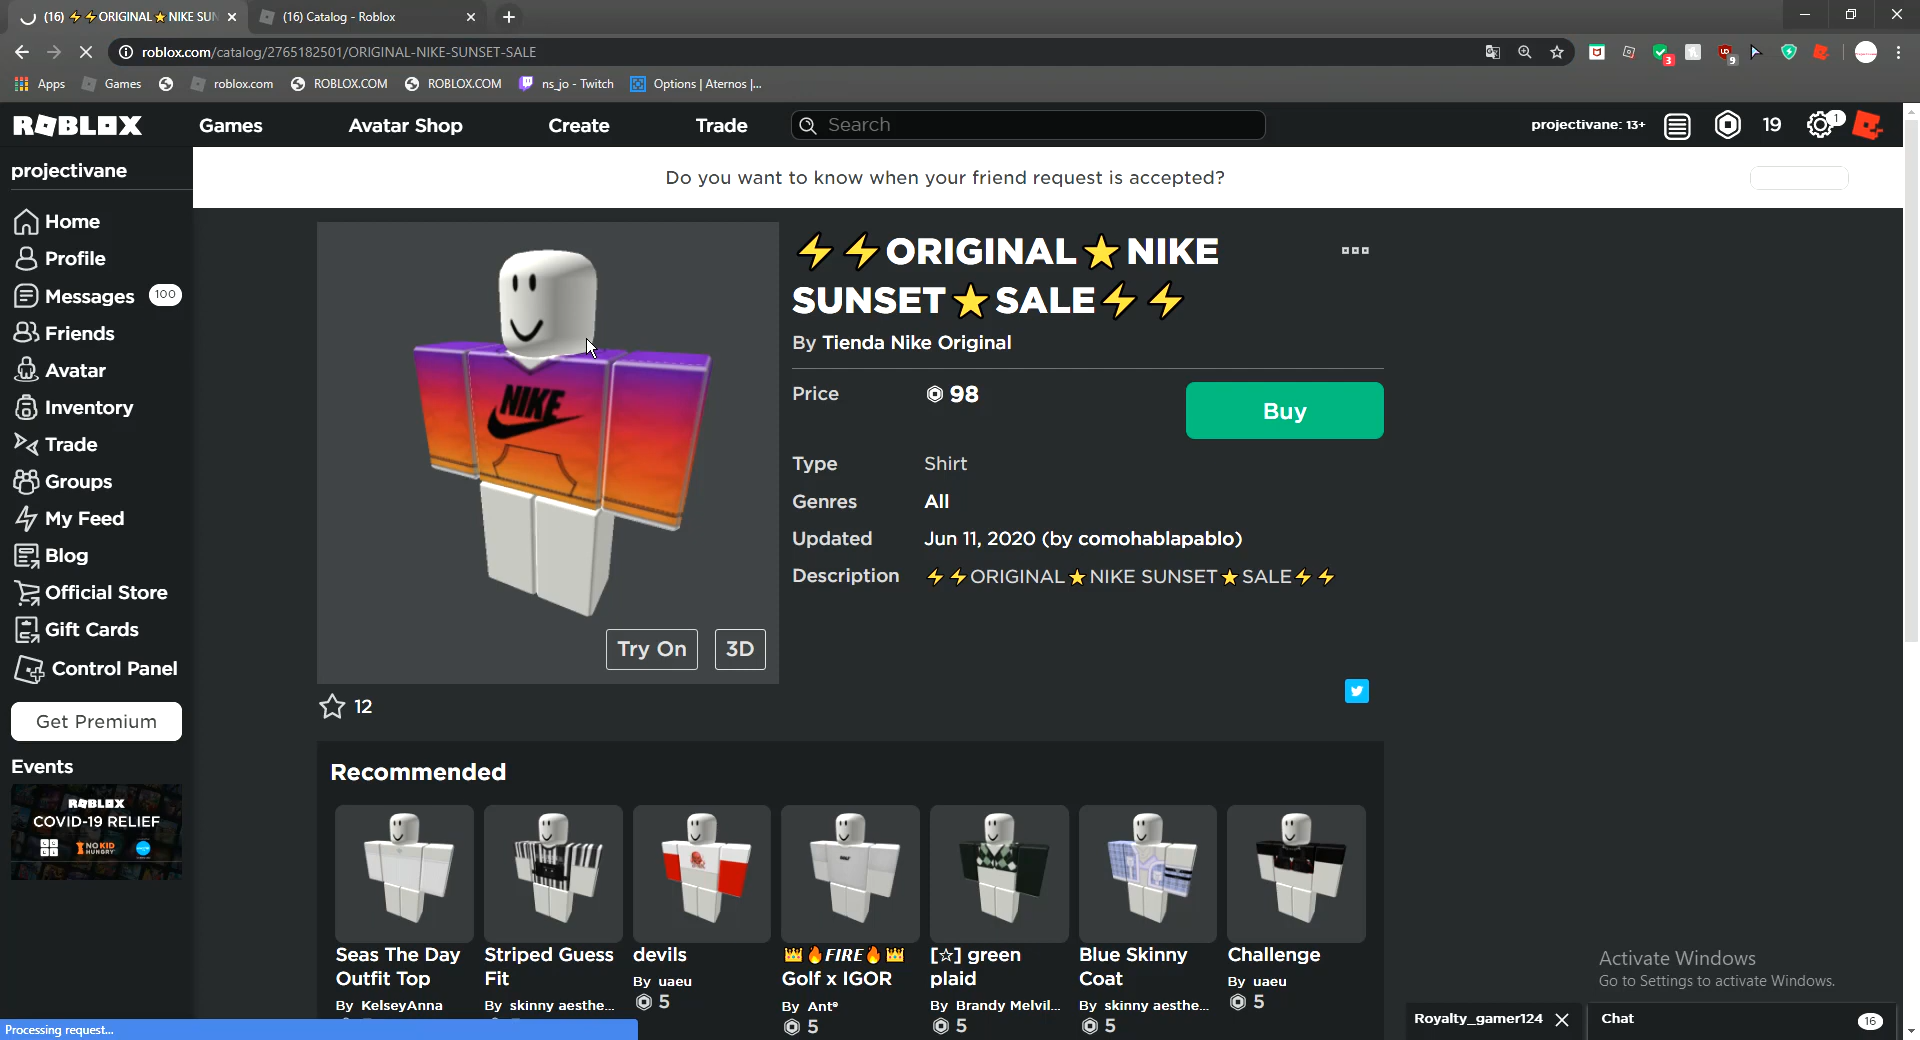 (16) ⚡⚡ORIGINAL⭐NIKE SUN
(16) Catalog - Roblox
roblox.com/catalog/2765182501/ORIGINAL-NIKE-SUNSET-SALE
3
9
Apps
Games
roblox.com
ROBLOX.COM
ROBLOX.COM
ns_jo - Twitch
Options | Aternos |...
ROBLOX
Games
Avatar Shop
Create
Trade
Search
projectivane: 13+
19
1
projectivane
Do you want to know when your friend request is accepted?
Home
Profile
Messages 100
Friends
Avatar
Inventory
Trade
Groups
My Feed
Blog
Official Store
Gift Cards
Control Panel
Get Premium
Events
ROBLOX
COVID-19 RELIEF
NO KID
HUNGRY
NIKE
Try On
3D
12
⚡⚡ORIGINAL⭐NIKE
SUNSET⭐SALE⚡⚡
By Tienda Nike Original
Price 98
Buy
Type Shirt
Genres All
Updated Jun 11, 2020 (by comohablapablo)
Description ⚡⚡ORIGINAL⭐NIKE SUNSET⭐SALE⚡⚡
Recommended
Seas The Day
Outfit Top
By KelseyAnna
Striped Guess
Fit
By skinny aesthe...
devils
By uaeu
5
👑🔥FIRE🔥👑
Golf x IGOR
By Ant°
5
[☆] green
plaid
By Brandy Melvil...
5
Blue Skinny
Coat
By skinny aesthe...
5
Challenge
By uaeu
5
Activate Windows
Go to Settings to activate Windows.
Royalty_gamer124
Chat
16
Processing request...